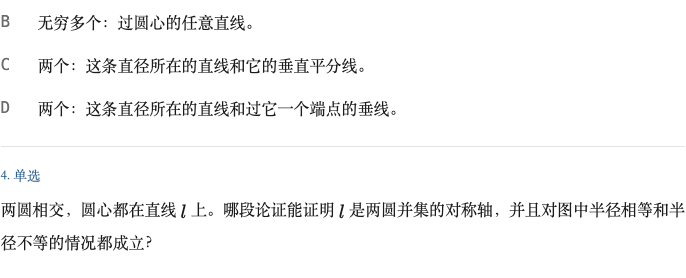 B 无穷多个：过圆心的任意直线。
C 两个：这条直径所在的直线和它的垂直平分线。
D 两个：这条直径所在的直线和过它一个端点的垂线。
4. 单选
两圆相交，圆心都在直线 l 上。哪段论证能证明 l 是两圆并集的对称轴，并且对图中半径相等和半
径不等的情况都成立？